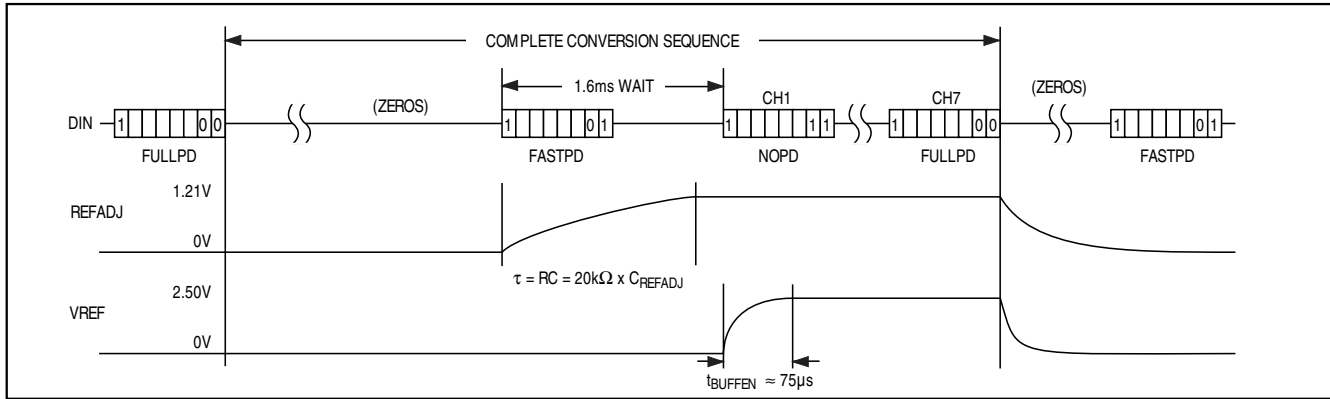 COMPLETE CONVERSION SEQUENCE
1.6ms WAIT
CH1 CH7 (ZEROS)
(ZEROS)
DIN 1 0 0 1 0 1 1 1 1 1 0 0 1 0 1
FULLPD FASTPD NOPD FULLPD FASTPD
1.21V
REFADJ
0V
τ = RC = 20kΩ x CREFADJ
2.50V
VREF
0V
tBUFFEN ≈ 75µs